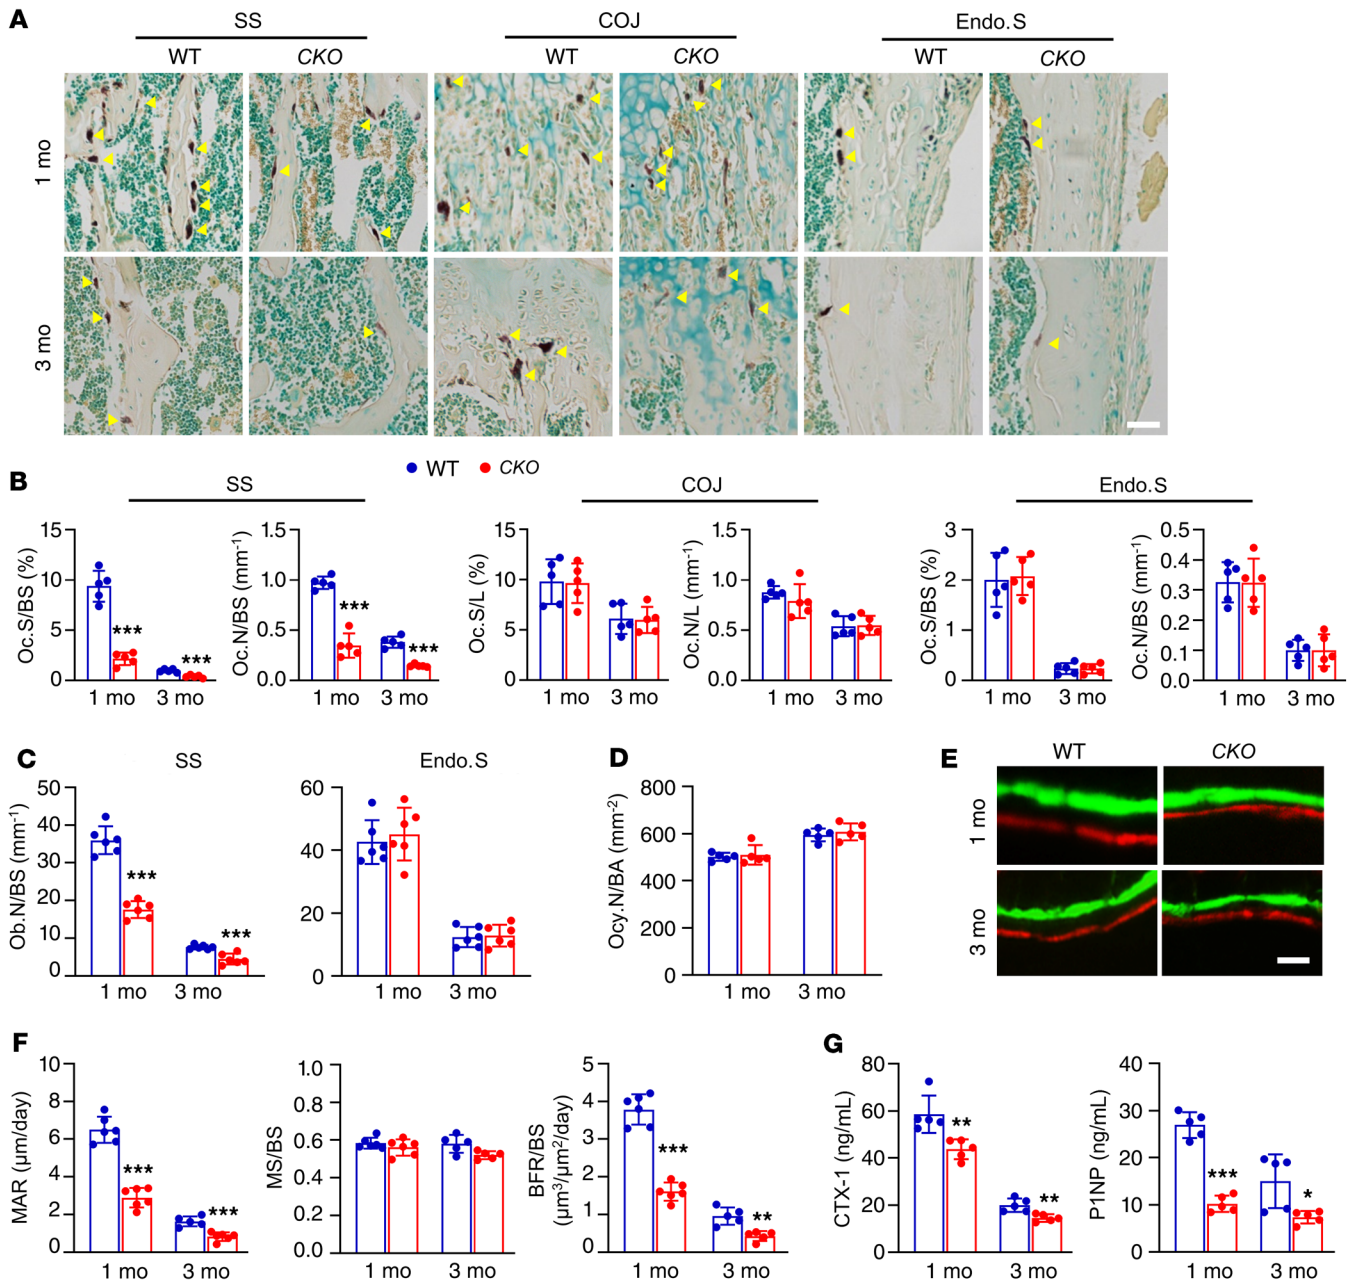 A
SS
COJ
Endo.S
WT
CKO
WT
CKO
WT
CKO
1 mo
3 mo
B
WT
CKO
SS
COJ
Endo.S
Oc.S/BS (%)
15
10
5
0
***
***
1 mo
3 mo
Oc.N/BS (mm⁻¹)
1.5
1.0
0.5
0.0
***
***
1 mo
3 mo
Oc.S/L (%)
15
10
5
0
1 mo
3 mo
Oc.N/L (mm⁻¹)
1.5
1.0
0.5
0.0
1 mo
3 mo
Oc.S/BS (%)
3
2
1
0
1 mo
3 mo
Oc.N/BS (mm⁻¹)
0.5
0.4
0.3
0.2
0.1
0.0
1 mo
3 mo
C
SS
Ob.N/BS (mm⁻¹)
50
40
30
20
10
0
***
***
1 mo
3 mo
Endo.S
60
40
20
0
1 mo
3 mo
D
Ocy.N/BA (mm⁻²)
800
600
400
200
0
1 mo
3 mo
E
WT
CKO
1 mo
3 mo
F
MAR (μm/day)
10
8
6
4
2
0
***
***
1 mo
3 mo
MS/BS
1.0
0.8
0.6
0.4
0.2
0.0
1 mo
3 mo
BFR/BS
(μm³/μm²/day)
5
4
3
2
1
0
***
**
1 mo
3 mo
G
CTX-1 (ng/mL)
80
60
40
20
0
**
**
1 mo
3 mo
P1NP (ng/mL)
40
30
20
10
0
***
*
1 mo
3 mo